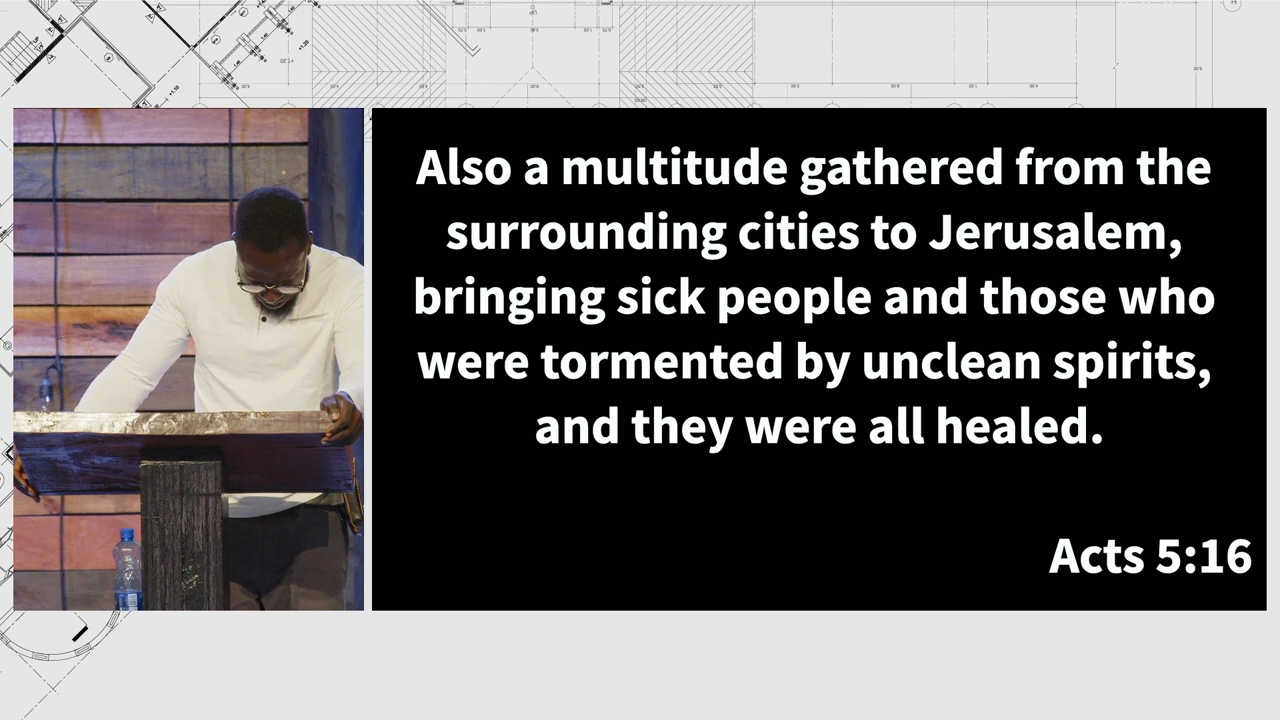 Also a multitude gathered from the
surrounding cities to Jerusalem,
bringing sick people and those who
were tormented by unclean spirits,
and they were all healed.
Acts 5:16